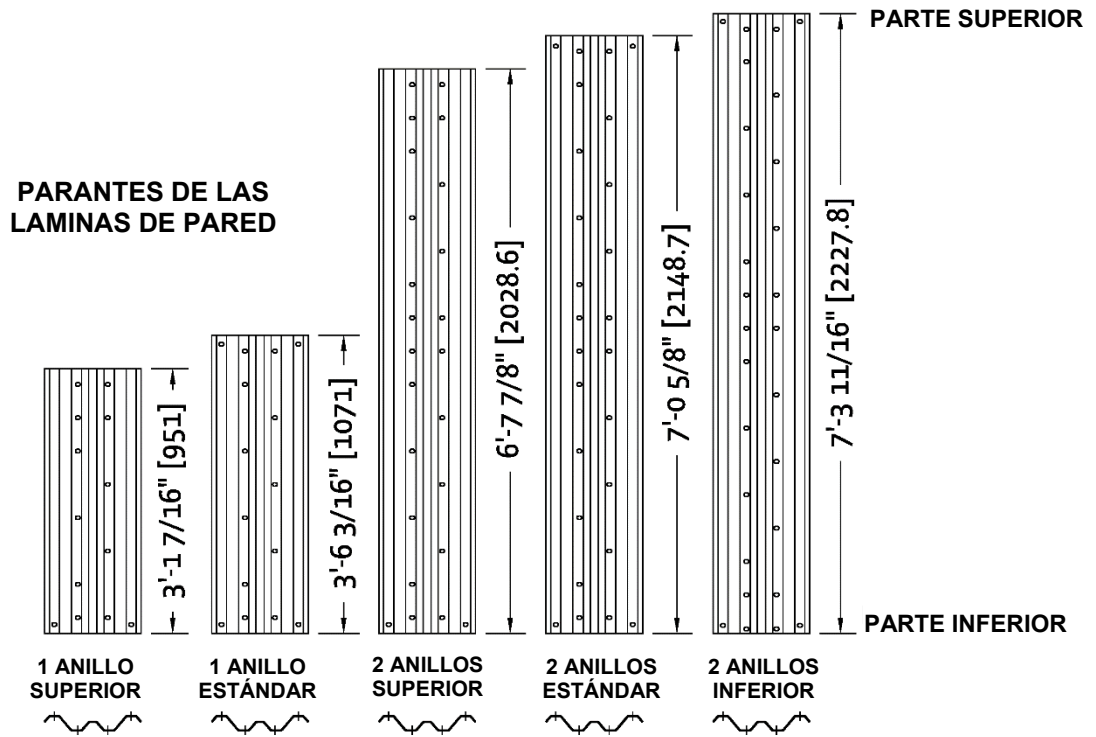 PARTE SUPERIOR
PARANTES DE LAS
LAMINAS DE PARED
3'-1 7/16" [951]
3'-6 3/16" [1071]
6'-7 7/8" [2028.6]
7'-0 5/8" [2148.7]
7'-3 11/16" [2227.8]
PARTE INFERIOR
1 ANILLO
SUPERIOR
1 ANILLO
ESTÁNDAR
2 ANILLOS
SUPERIOR
2 ANILLOS
ESTÁNDAR
2 ANILLOS
INFERIOR